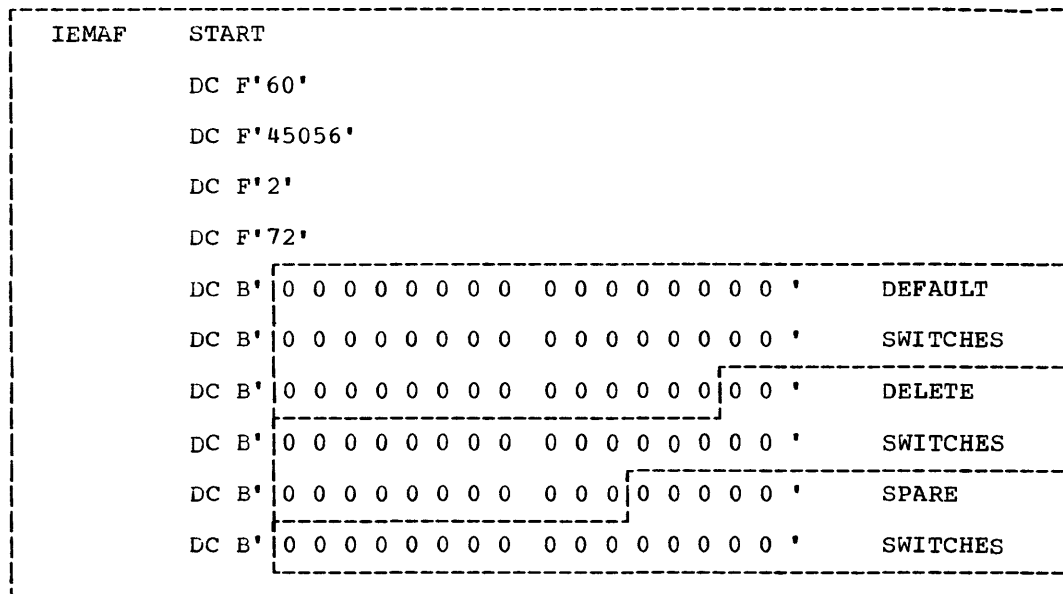 IEMAF START
DC F'60'
DC F'45056'
DC F'2'
DC F'72'
DC B' 0 0 0 0 0 0 0 0 0 0 0 0 0 0 0 0 ' DEFAULT
DC B' 0 0 0 0 0 0 0 0 0 0 0 0 0 0 0 0 ' SWITCHES
DC B' 0 0 0 0 0 0 0 0 0 0 0 0 0 0 0 0 ' DELETE
DC B' 0 0 0 0 0 0 0 0 0 0 0 0 0 0 0 0 ' SWITCHES
DC B' 0 0 0 0 0 0 0 0 0 0 0 0 0 0 0 0 ' SPARE
DC B' 0 0 0 0 0 0 0 0 0 0 0 0 0 0 0 0 ' SWITCHES